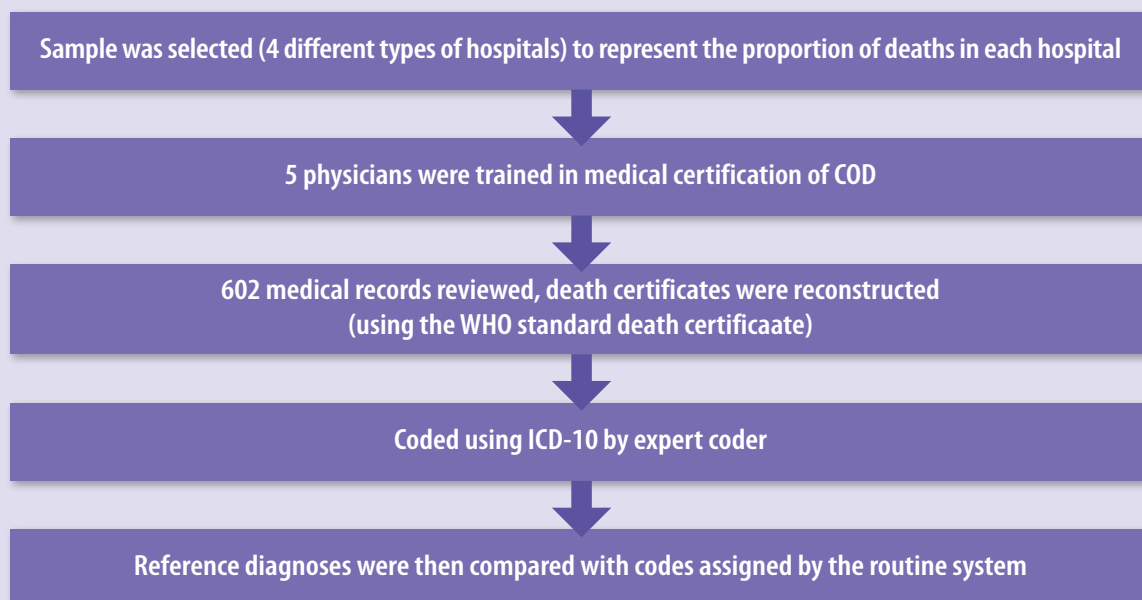 Sample was selected (4 different types of hospitals) to represent the proportion of deaths in each hospital
5 physicians were trained in medical certification of COD
602 medical records reviewed, death certificates were reconstructed
(using the WHO standard death certificaate)
Coded using ICD-10 by expert coder
Reference diagnoses were then compared with codes assigned by the routine system